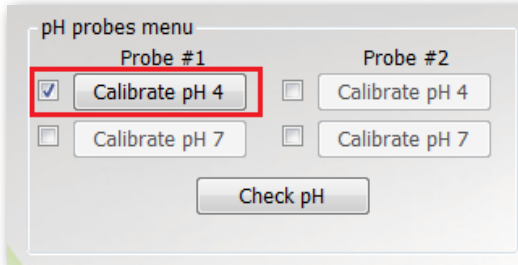 pH probes menu
Probe #1 Probe #2
Calibrate pH 4 Calibrate pH 4
Calibrate pH 7 Calibrate pH 7
Check pH